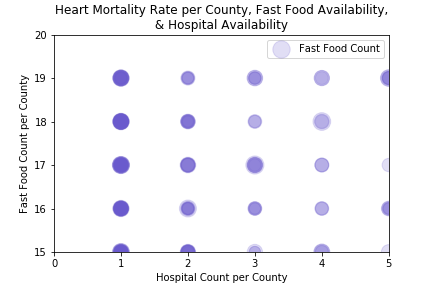 Heart Mortality Rate per County, Fast Food Availability,
& Hospital Availability
Fast Food Count
20
19
18
17
16
15
Fast Food Count per County
0 1 2 3 4 5
Hospital Count per County